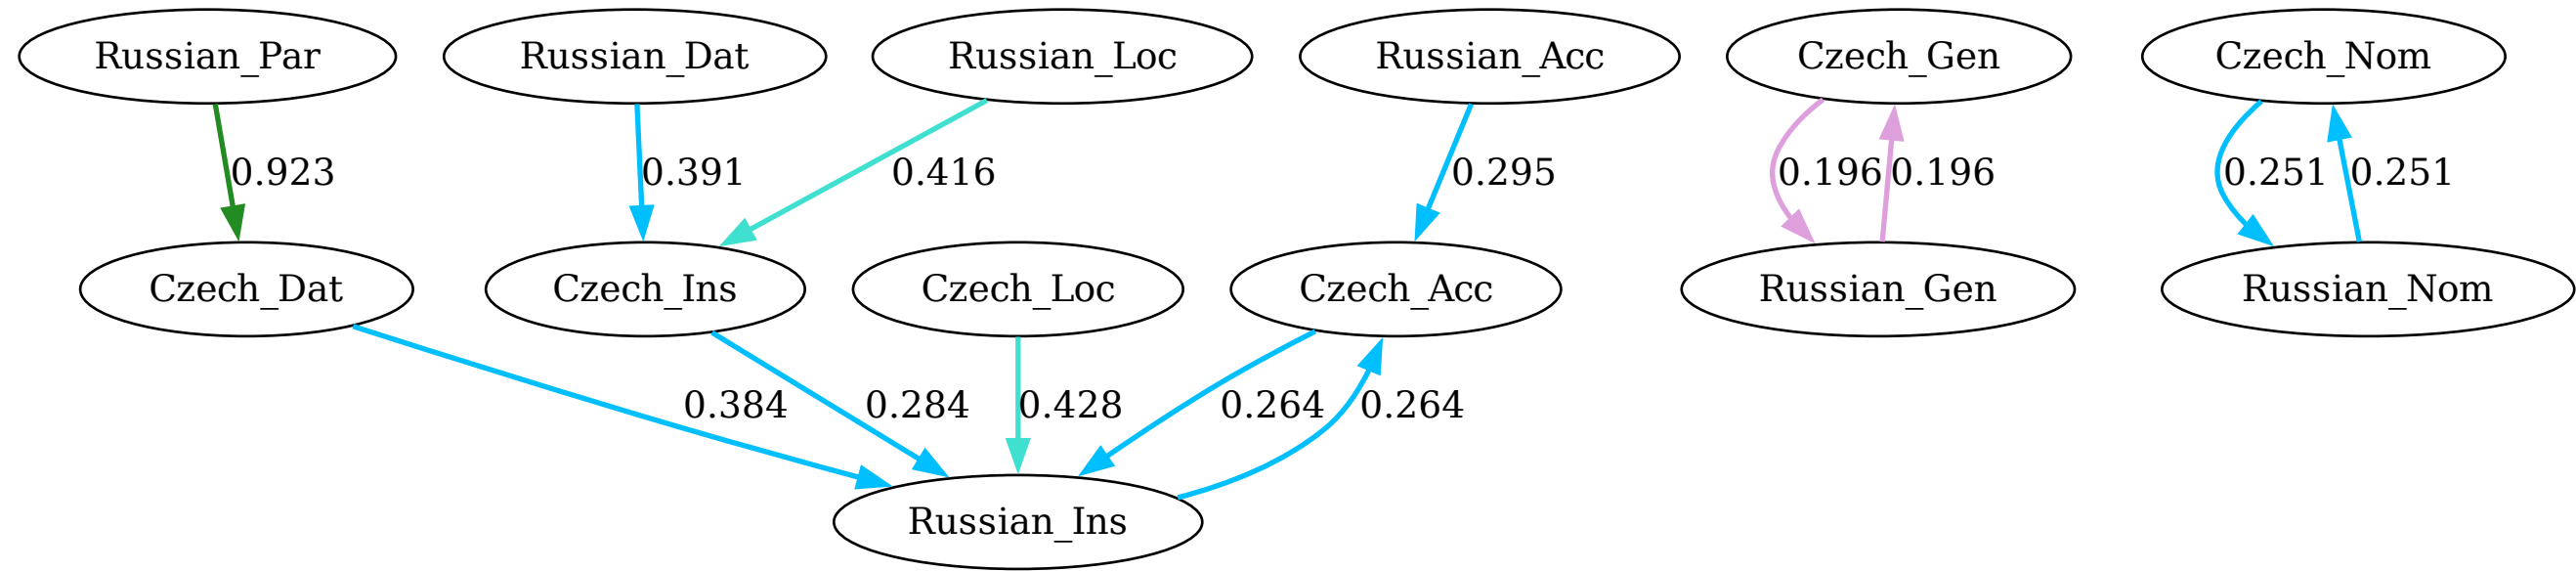 Russian_Par
Russian_Dat
Russian_Loc
Russian_Acc
Czech_Gen
Czech_Nom
0.923
0.391
0.416
0.295
0.196
0.196
0.251
0.251
Czech_Dat
Czech_Ins
Czech_Loc
Czech_Acc
Russian_Gen
Russian_Nom
0.384
0.284
0.428
0.264
0.264
Russian_Ins